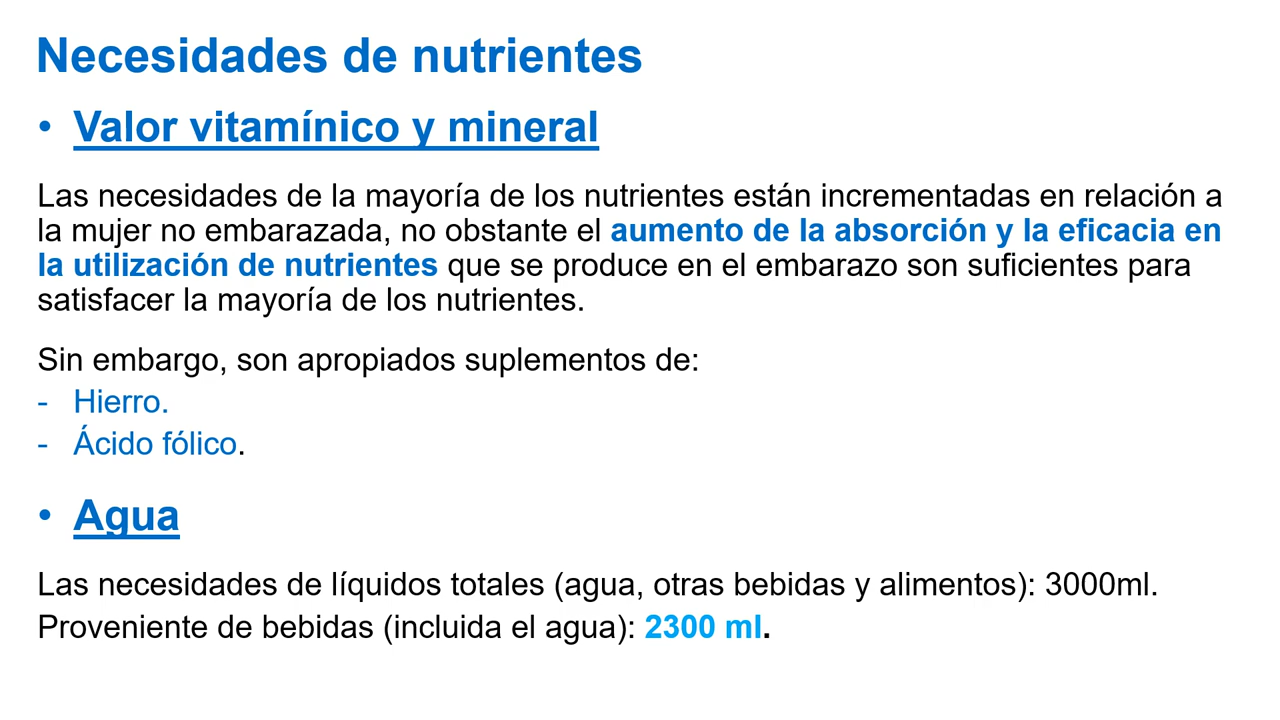 Necesidades de nutrientes
• Valor vitamínico y mineral
Las necesidades de la mayoría de los nutrientes están incrementadas en relación a
la mujer no embarazada, no obstante el aumento de la absorción y la eficacia en
la utilización de nutrientes que se produce en el embarazo son suficientes para
satisfacer la mayoría de los nutrientes.
Sin embargo, son apropiados suplementos de:
- Hierro.
- Ácido fólico.
• Agua
Las necesidades de líquidos totales (agua, otras bebidas y alimentos): 3000ml.
Proveniente de bebidas (incluida el agua): 2300 ml.